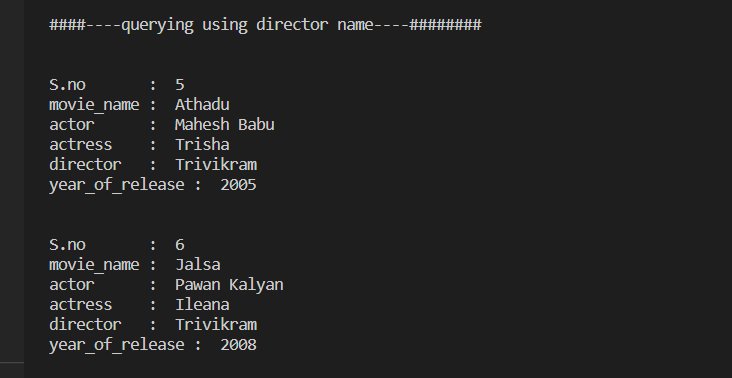 ####----querying using director name----########
S.no       :  5
movie_name :  Athadu
actor      :  Mahesh Babu
actress    :  Trisha
director   :  Trivikram
year_of_release :  2005
S.no       :  6
movie_name :  Jalsa
actor      :  Pawan Kalyan
actress    :  Ileana
director   :  Trivikram
year_of_release :  2008